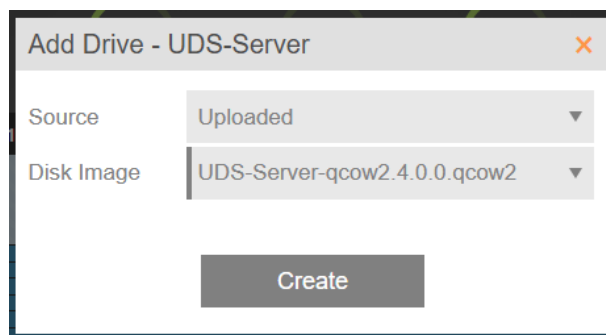 Add Drive - UDS-Server
Source Uploaded
Disk Image UDS-Server-qcow2.4.0.0.qcow2
Create